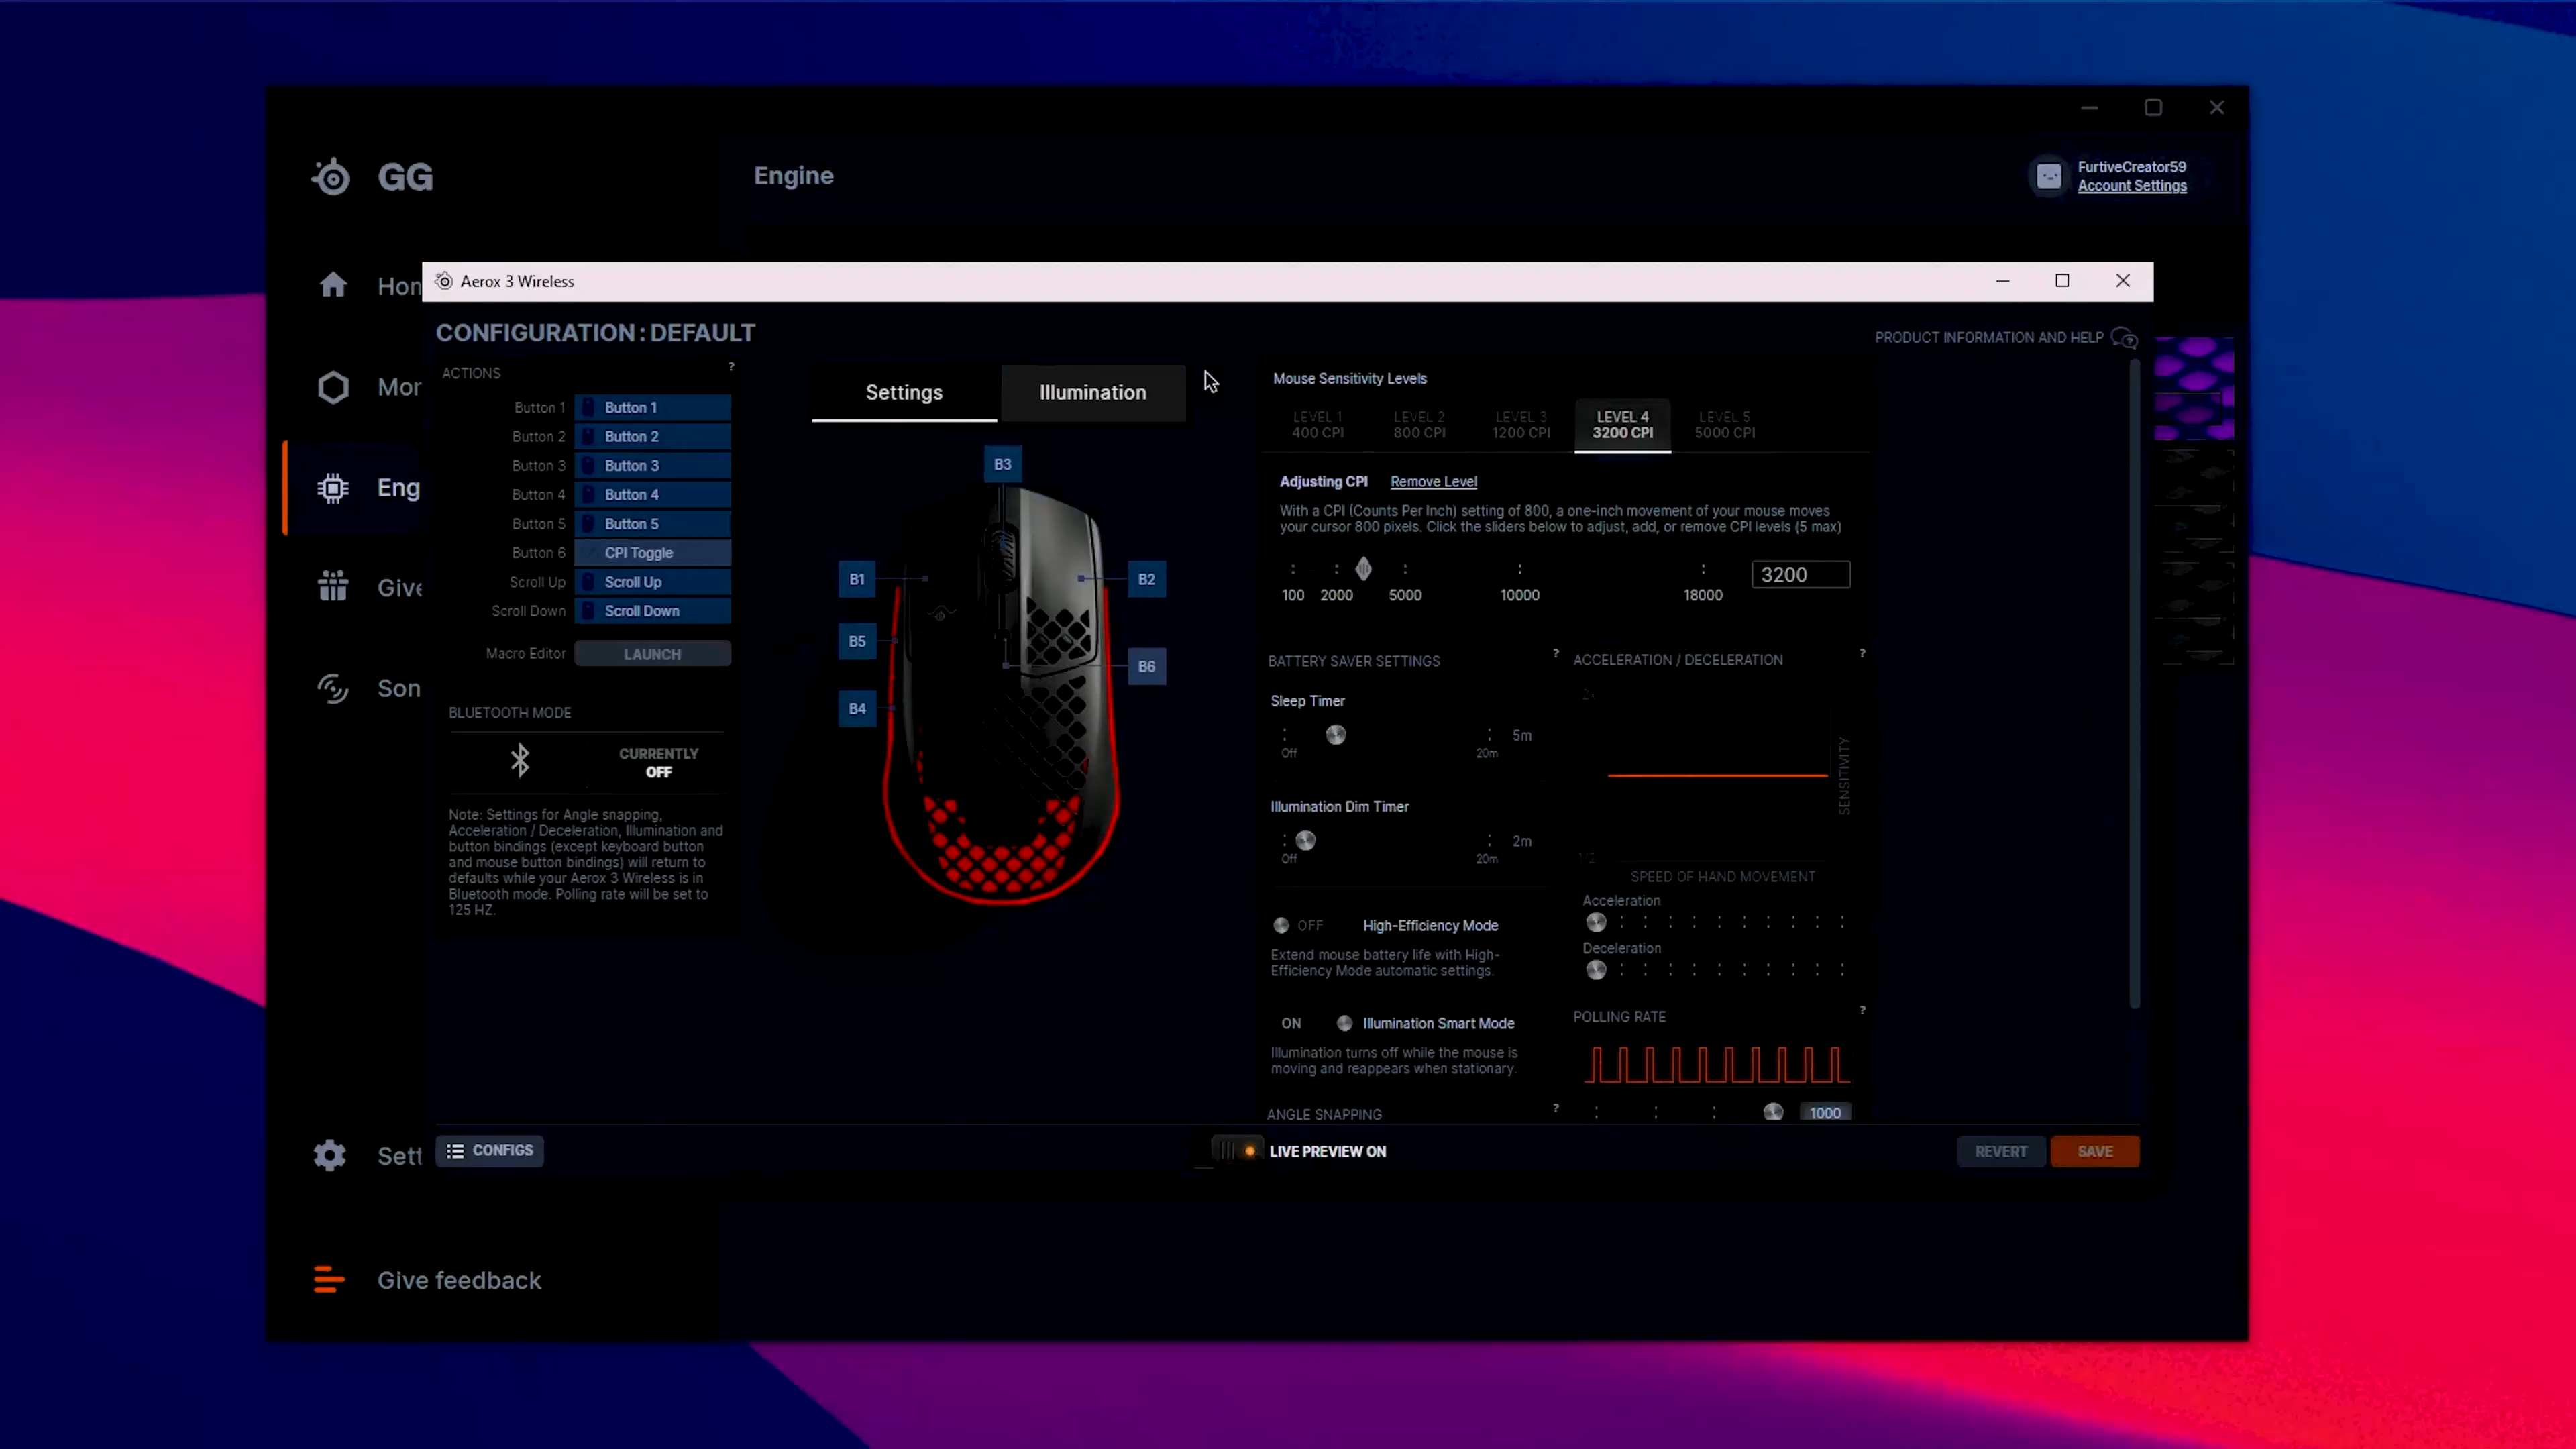 GG
Engine
FurtiveCreator59
Account Settings
Hon
Mor
Eng
Give
Son
Sett
Give feedback
Aerox 3 Wireless
CONFIGURATION : DEFAULT
PRODUCT INFORMATION AND HELP
ACTIONS ?
Button 1 Button 1
Button 2 Button 2
Button 3 Button 3
Button 4 Button 4
Button 5 Button 5
Button 6 CPI Toggle
Scroll Up Scroll Up
Scroll Down Scroll Down
Macro Editor LAUNCH
BLUETOOTH MODE
CURRENTLY
OFF
Note: Settings for Angle snapping,
Acceleration / Deceleration, Illumination and
button bindings (except keyboard button
and mouse button bindings) will return to
defaults while your Aerox 3 Wireless is in
Bluetooth mode. Polling rate will be set to
125 HZ.
Settings Illumination
B3
B1 B2
B5
B6
B4
Mouse Sensitivity Levels
LEVEL 1 LEVEL 2 LEVEL 3 LEVEL 4 LEVEL 5
400 CPI 800 CPI 1200 CPI 3200 CPI 5000 CPI
Adjusting CPI Remove Level
With a CPI (Counts Per Inch) setting of 800, a one-inch movement of your mouse moves
your cursor 800 pixels. Click the sliders below to adjust, add, or remove CPI levels (5 max)
3200
100 2000 5000 10000 18000
BATTERY SAVER SETTINGS ?
Sleep Timer
5m
Off 20m
Illumination Dim Timer
2m
Off 20m
OFF High-Efficiency Mode
Extend mouse battery life with High-
Efficiency Mode automatic settings.
ON Illumination Smart Mode
Illumination turns off while the mouse is
moving and reappears when stationary.
ANGLE SNAPPING ?
ACCELERATION / DECELERATION ?
SENSITIVITY
SPEED OF HAND MOVEMENT
Acceleration
Deceleration
POLLING RATE ?
1000
CONFIGS
LIVE PREVIEW ON
REVERT SAVE